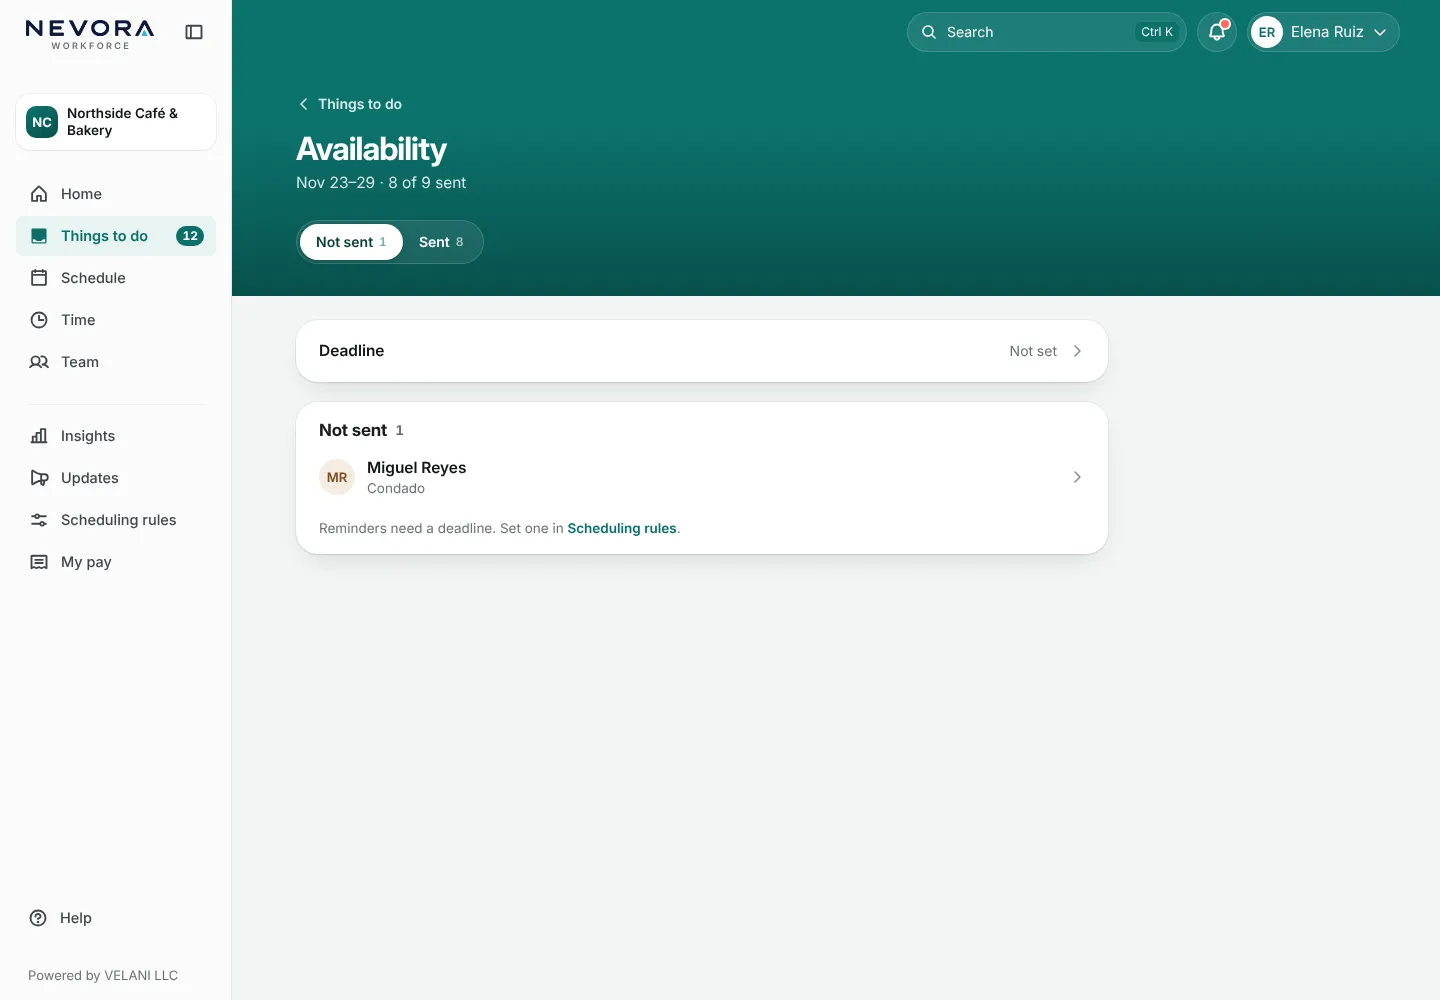 NEVORA
WORKFORCE
Search
Ctrl K
ER
Elena Ruiz
NC
Northside Café &
Bakery
Home
Things to do
12
Schedule
Time
Team
Insights
Updates
Scheduling rules
My pay
Help
Powered by VELANI LLC
Things to do
Availability
Nov 23–29 · 8 of 9 sent
Not sent 1
Sent 8
Deadline
Not set
Not sent 1
MR
Miguel Reyes
Condado
Reminders need a deadline. Set one in Scheduling rules.